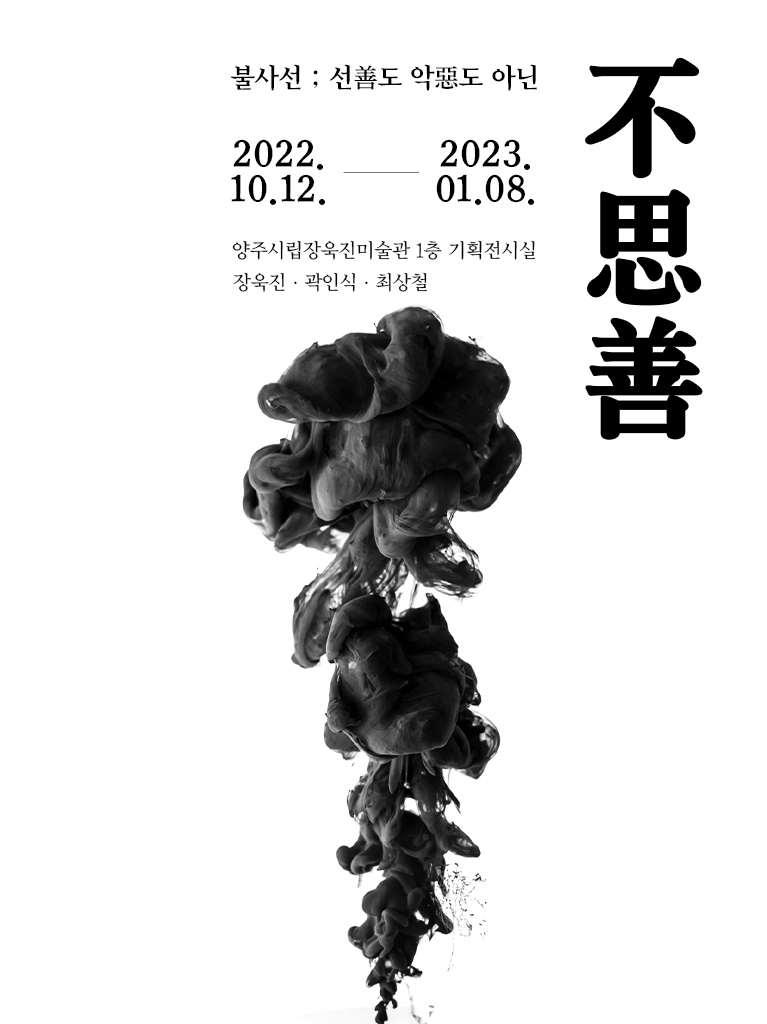 불사선 ; 선善도 악惡도 아닌
2022.
10.12.
2023.
01.08.
양주시립장욱진미술관 1층 기획전시실
장욱진 · 곽인식 · 최상철
不思善